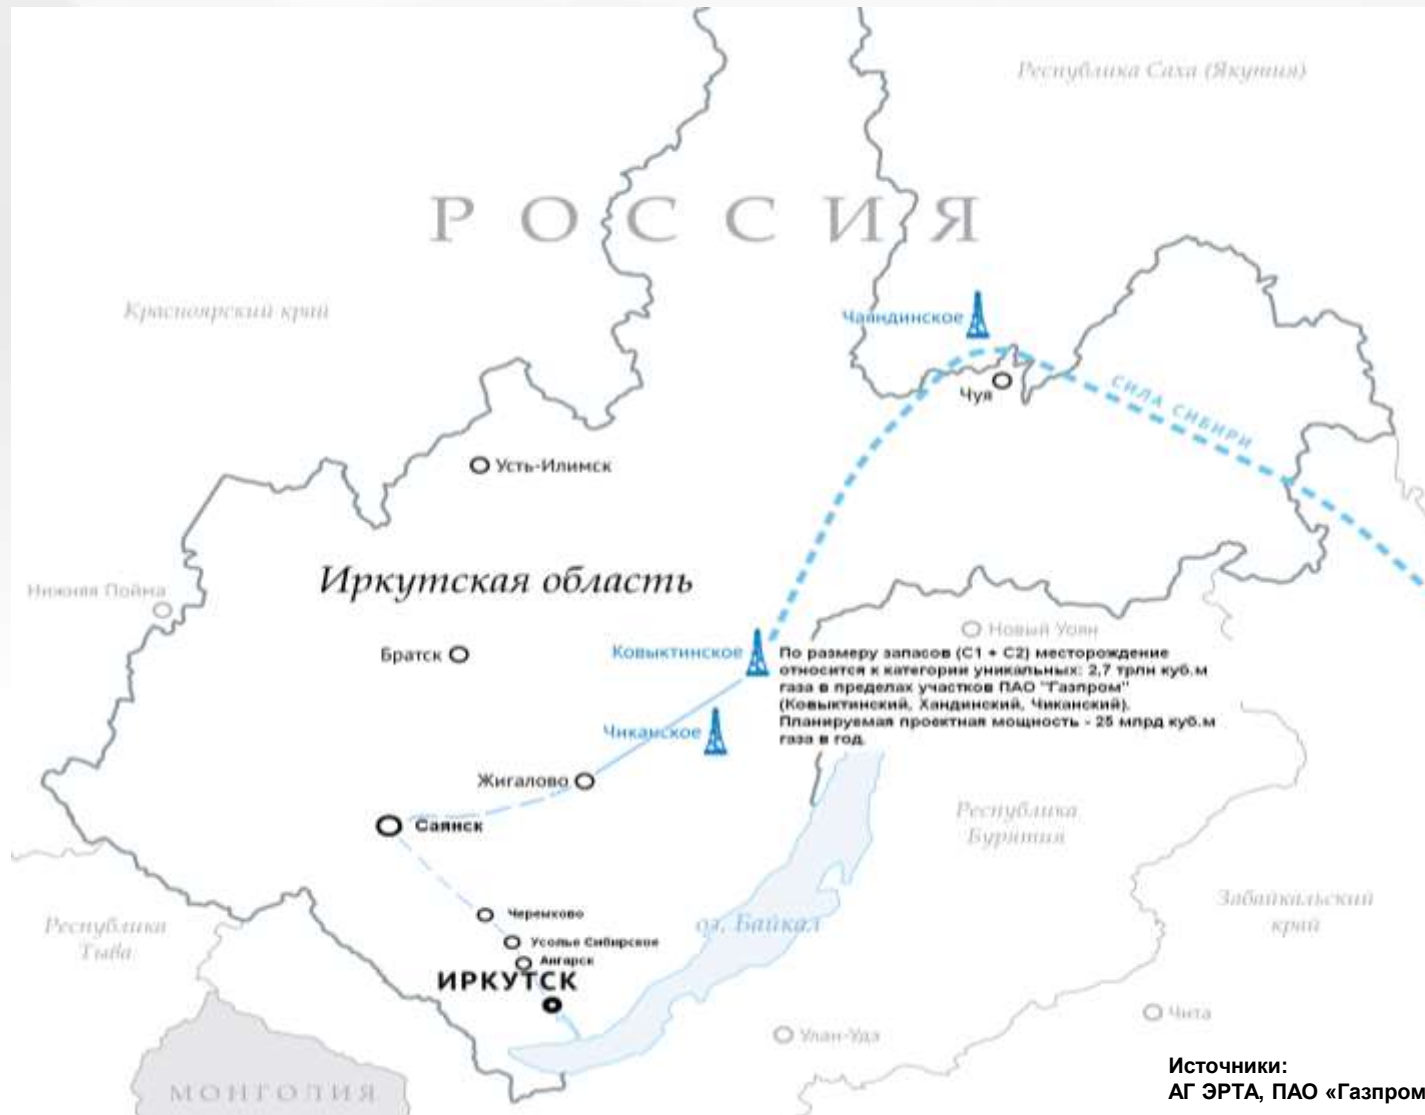 Республика Саха (Якутия)
РОССИЯ
Красноярский край
Чаяндинское
Чуя
СИЛА СИБИРИ
Усть-Илимск
Иркутская область
Нижняя Пойма
Братск
Ковыктинское
Новый Уоян
По размеру запасов (С1 + С2) месторождение
относится к категории уникальных: 2,7 трлн куб.м
газа в пределах участков ПАО "Газпром"
(Ковыктинский, Хандинский, Чиканский).
Планируемая проектная мощность - 25 млрд куб.м
газа в год.
Чиканское
Жигалово
Саянск
Республика
Бурятия
Черемхово
Усолье Сибирское
Ангарск
ИРКУТСК
оз. Байкал
Забайкальский
край
Республика
Тыва
Чита
Улан-Удэ
МОНГОЛИЯ
Источники:
АГ ЭРТА, ПАО «Газпром